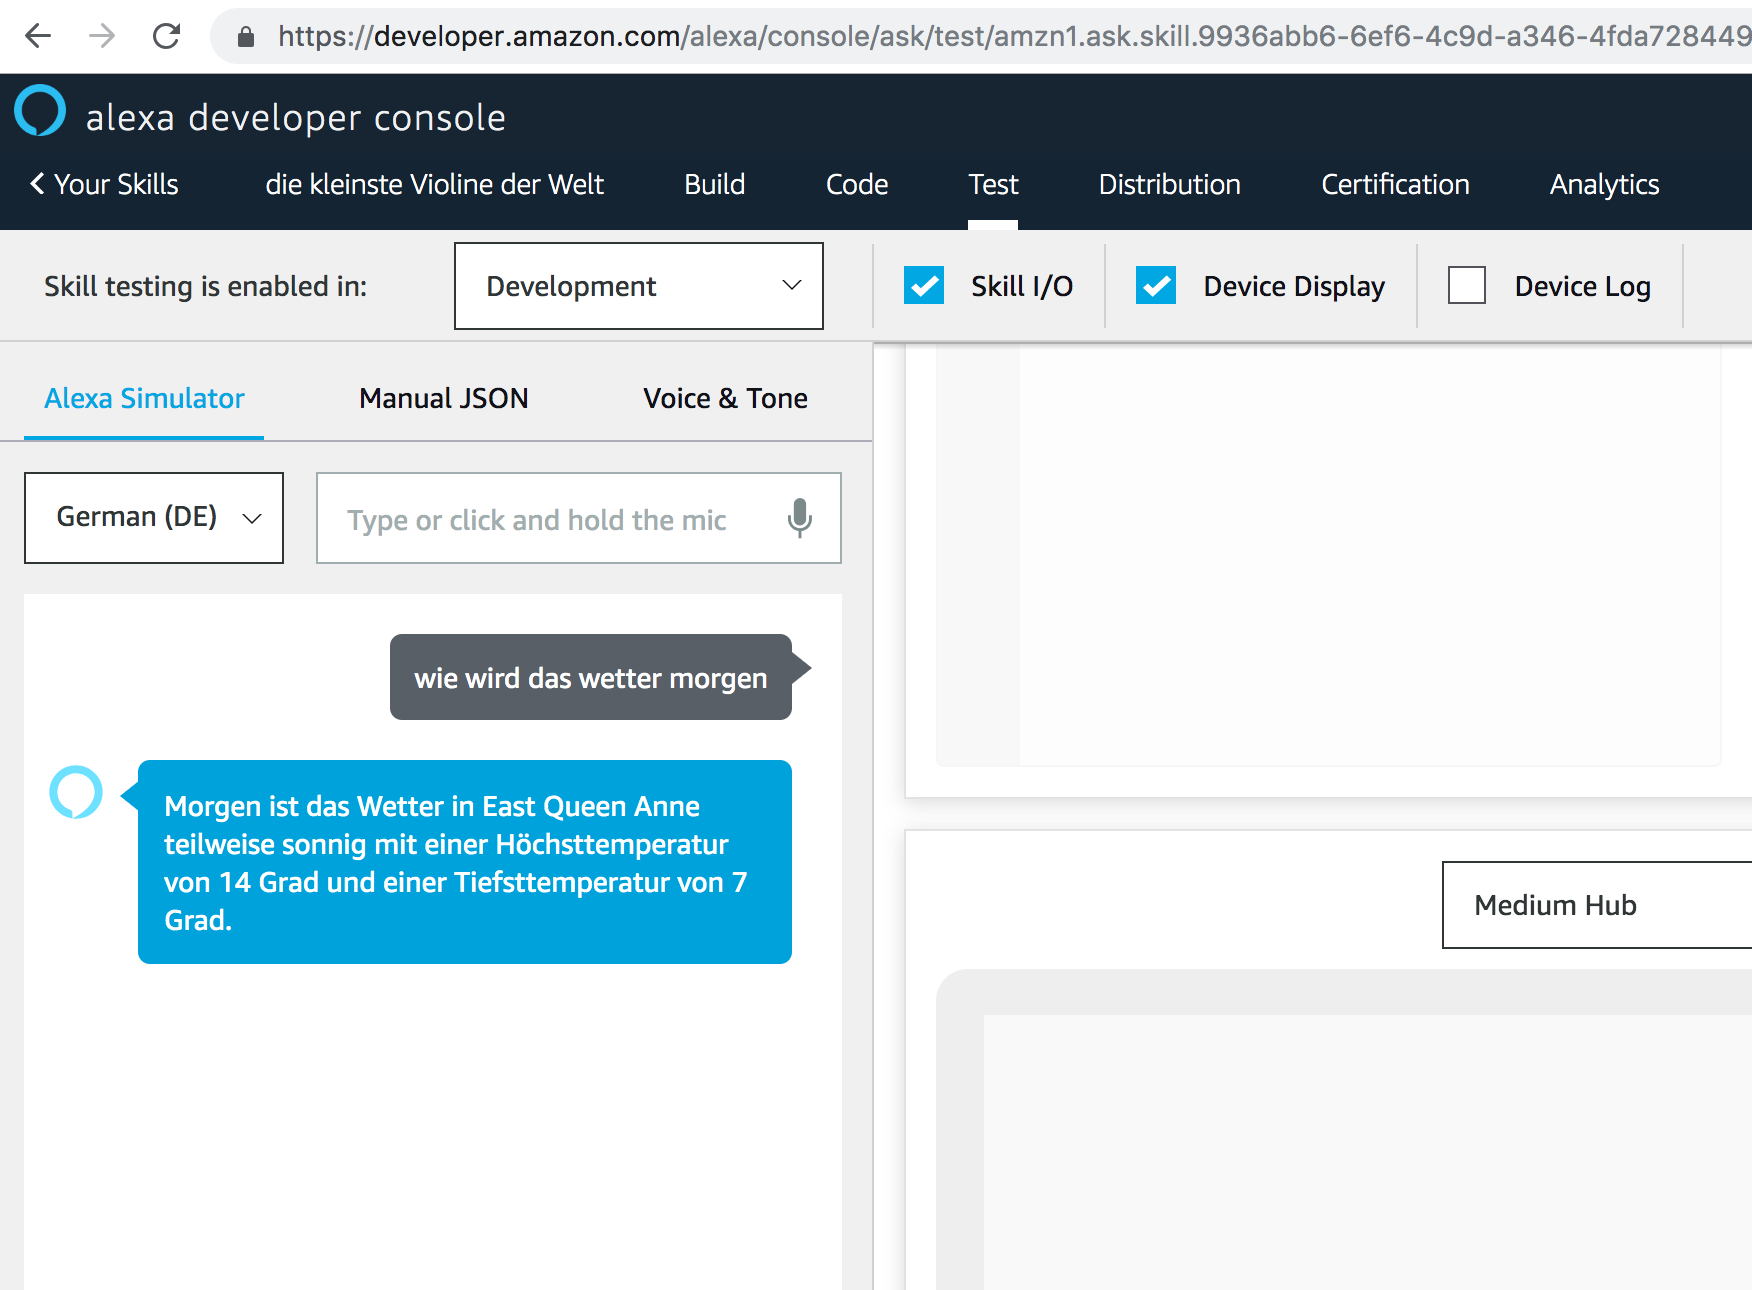 https://developer.amazon.com/alexa/console/ask/test/amzn1.ask.skill.9936abb6-6ef6-4c9d-a346-4fda728449
alexa developer console
Your Skills die kleinste Violine der Welt Build Code Test Distribution Certification Analytics
Skill testing is enabled in: Development Skill I/O Device Display Device Log
Alexa Simulator Manual JSON Voice & Tone
German (DE) Type or click and hold the mic
wie wird das wetter morgen
Morgen ist das Wetter in East Queen Anne
teilweise sonnig mit einer Höchsttemperatur
von 14 Grad und einer Tiefsttemperatur von 7
Grad.
Medium Hub